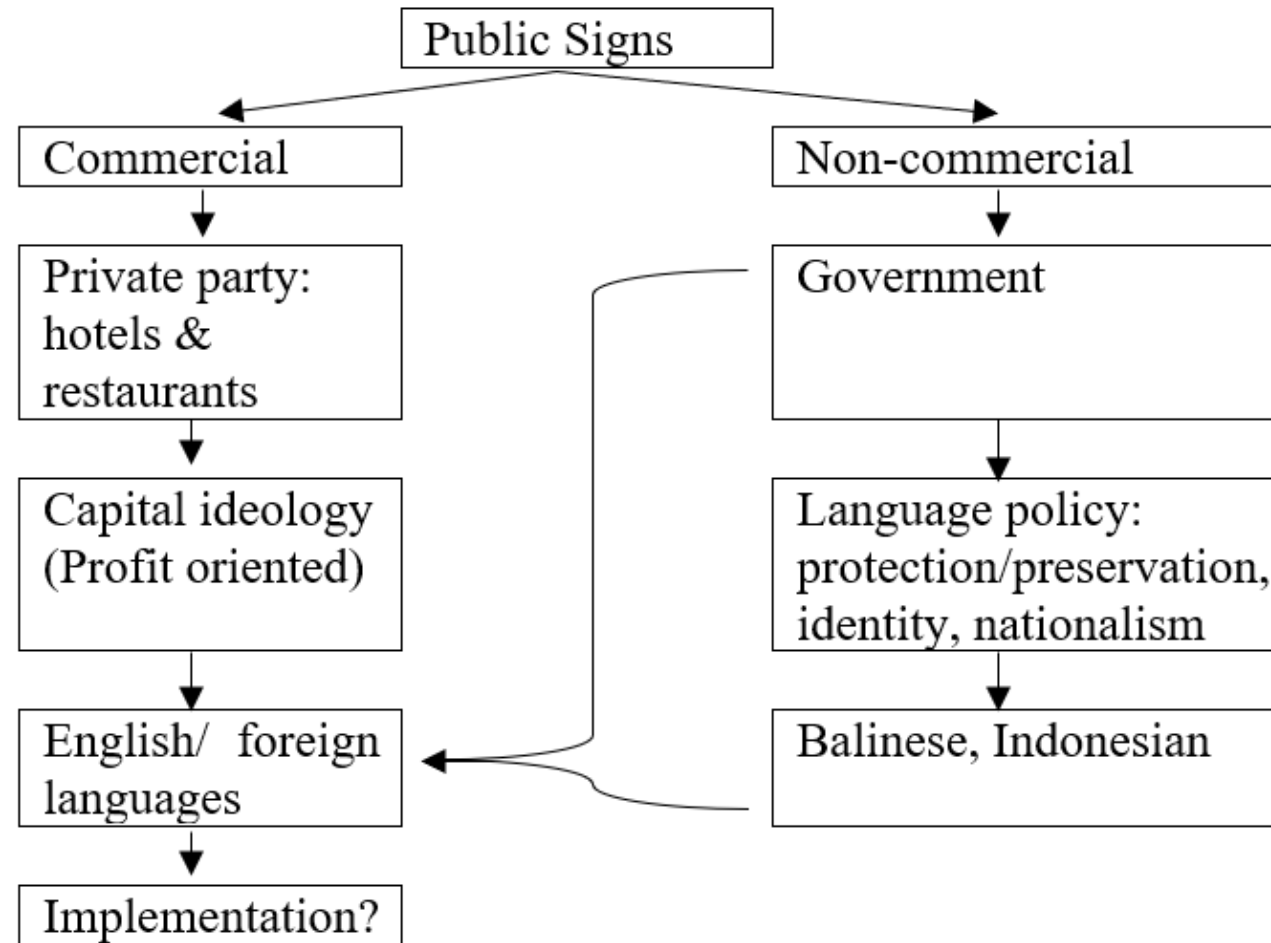 Public Signs
Commercial
Non-commercial
Private party:
hotels &
restaurants
Government
Capital ideology
(Profit oriented)
Language policy:
protection/preservation,
identity, nationalism
English/ foreign
languages
Balinese, Indonesian
Implementation?